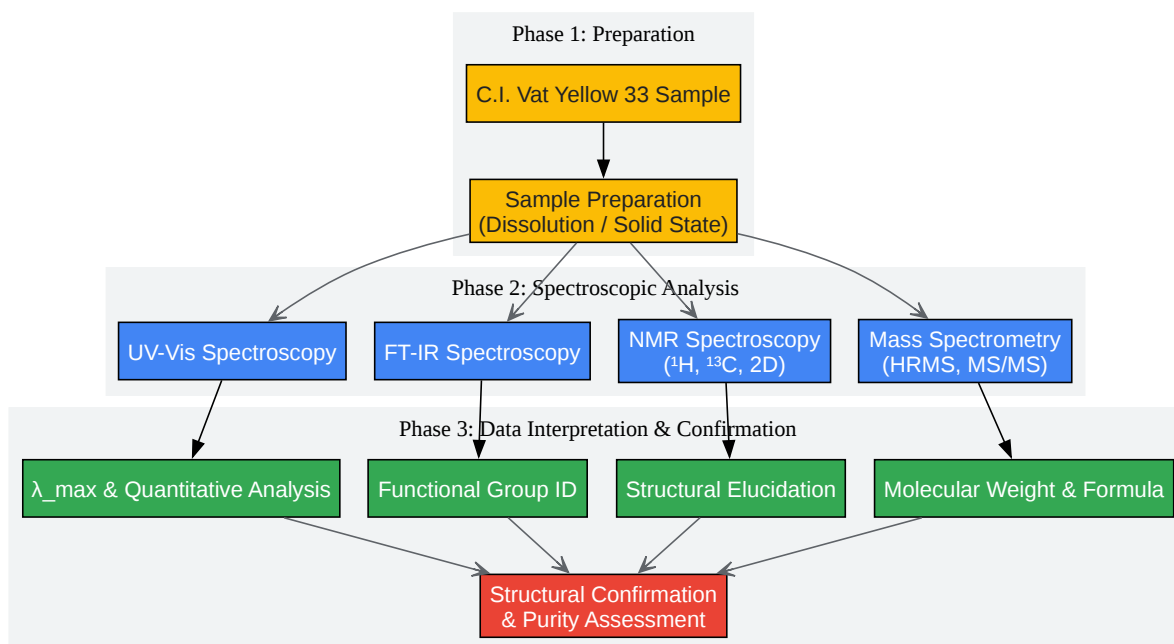 Phase 1: Preparation
C.I. Vat Yellow 33 Sample
Sample Preparation
(Dissolution / Solid State)
Phase 2: Spectroscopic Analysis
UV-Vis Spectroscopy
FT-IR Spectroscopy
NMR Spectroscopy
(¹H, ¹³C, 2D)
Mass Spectrometry
(HRMS, MS/MS)
Phase 3: Data Interpretation & Confirmation
λ_max & Quantitative Analysis
Functional Group ID
Structural Elucidation
Molecular Weight & Formula
Structural Confirmation
& Purity Assessment